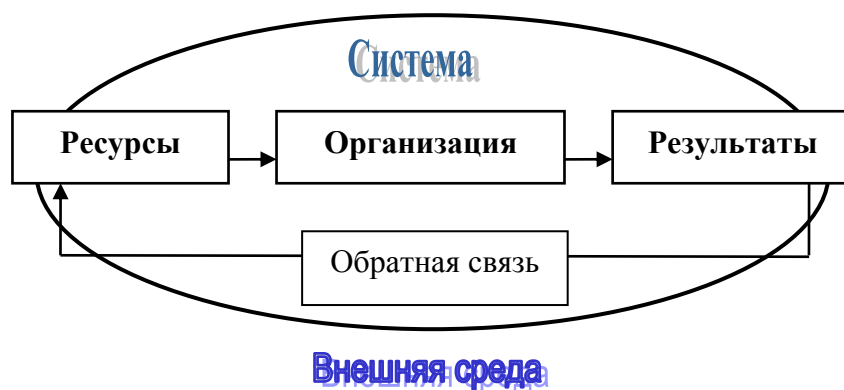 Система
Ресурсы
Организация
Результаты
Обратная связь
Внешняя среда